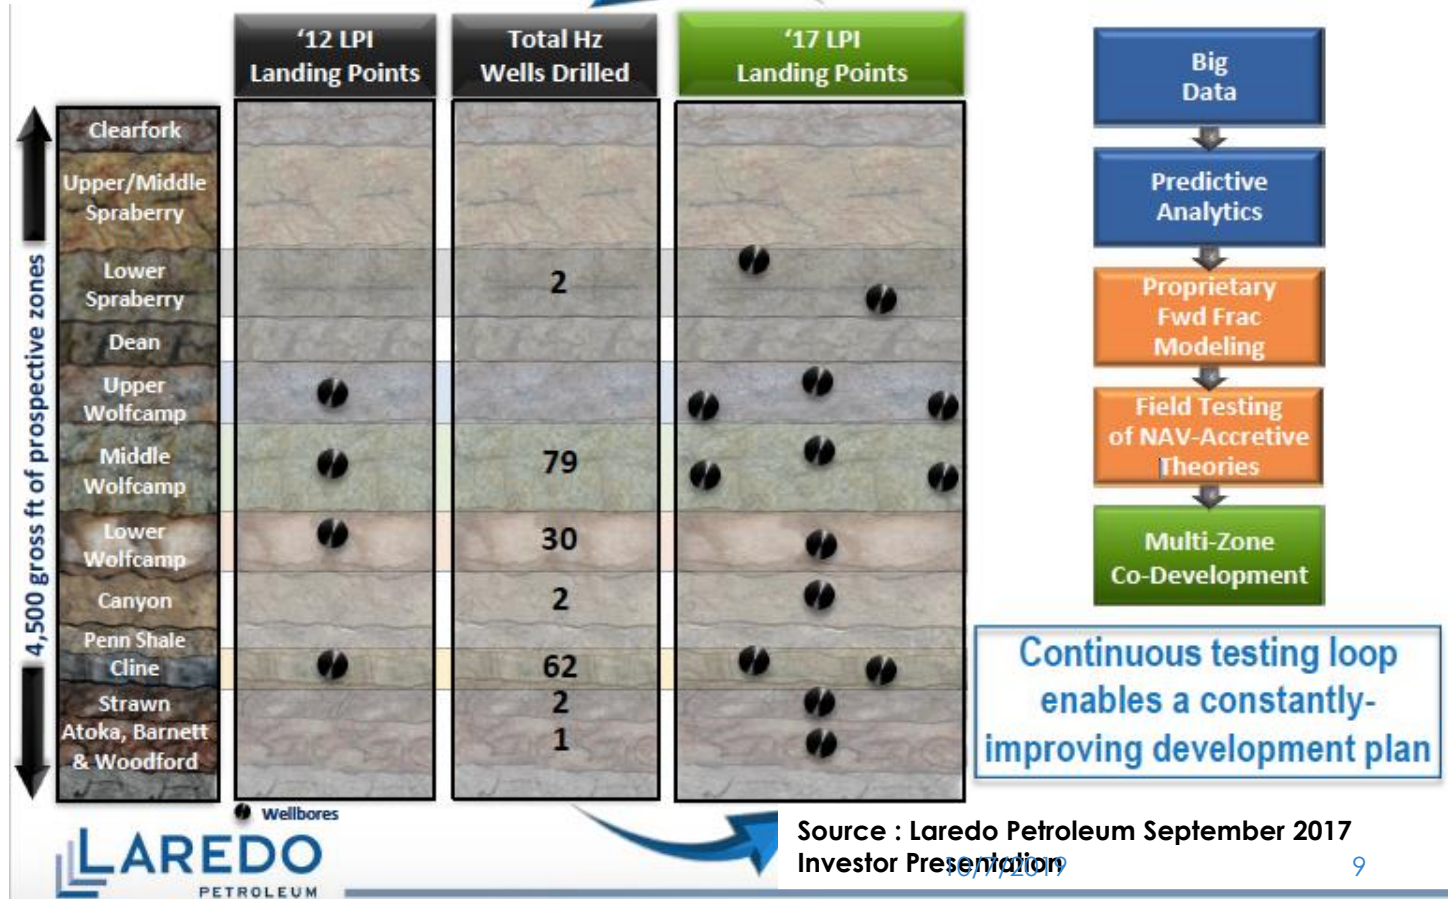 ‘12 LPI
Landing Points
Total Hz
Wells Drilled
‘17 LPI
Landing Points
4,500 gross ft of prospective zones
Clearfork
Upper/Middle
Spraberry
Lower
Spraberry
2
Dean
Upper
Wolfcamp
Middle
Wolfcamp
79
Lower
Wolfcamp
30
Canyon
2
Penn Shale
Cline
62
Strawn
2
Atoka, Barnett
& Woodford
1
Wellbores
Big
Data
Predictive
Analytics
Proprietary
Fwd Frac
Modeling
Field Testing
of NAV-Accretive
Theories
Multi-Zone
Co-Development
Continuous testing loop
enables a constantly-
improving development plan
LAREDO
PETROLEUM
Source : Laredo Petroleum September 2017
Investor Presentation
10/7/2019
9